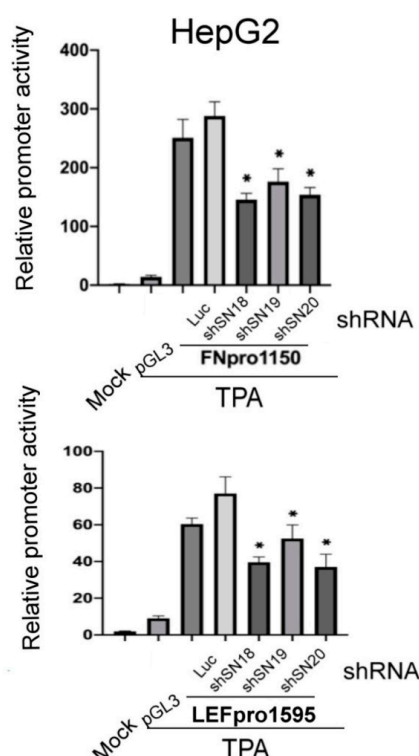 HepG2
Relative promoter activity
400
300
200
100
0
*
*
*
Mock
pGL3
Luc
shSN18
shSN19
shSN20
shRNA
FNpro1150
TPA
Relative promoter activity
100
80
60
40
20
0
*
*
*
Mock
pGL3
Luc
shSN18
shSN19
shSN20
shRNA
LEFpro1595
TPA